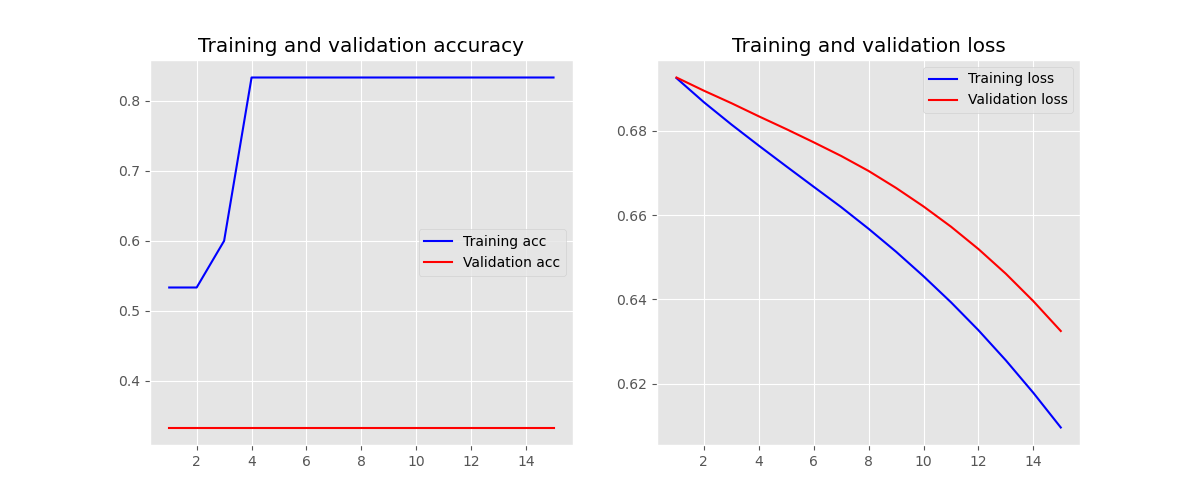 Training and validation accuracy
0.8
0.7
0.6
0.5
0.4
Training acc
Validation acc
2 4 6 8 10 12 14
Training and validation loss
Training loss
Validation loss
0.68
0.66
0.64
0.62
2 4 6 8 10 12 14